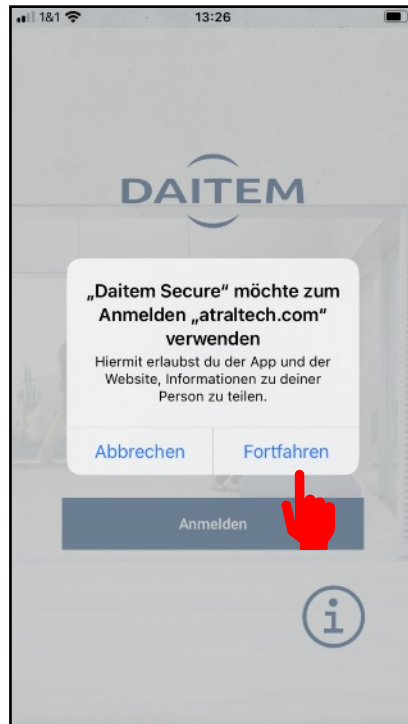 1&1 13:26
DAITEM
„Daitem Secure“ möchte zum
Anmelden „atraltech.com“
verwenden
Hiermit erlaubst du der App und der
Website, Informationen zu deiner
Person zu teilen.
Abbrechen Fortfahren
Anmelden
i